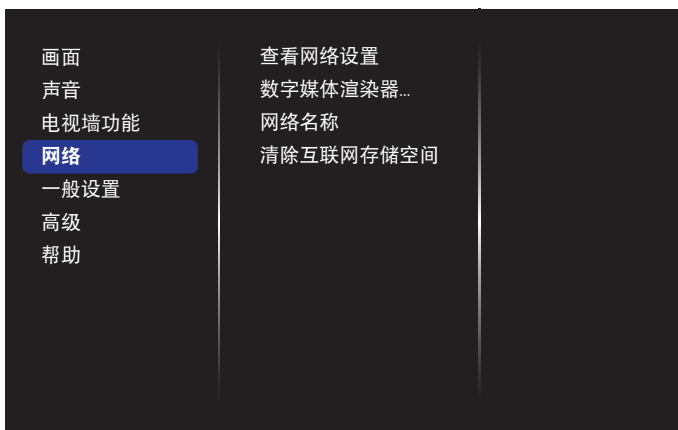 画面
声音
电视墙功能
网络
一般设置
高级
帮助
查看网络设置
数字媒体渲染器...
网络名称
清除互联网存储空间